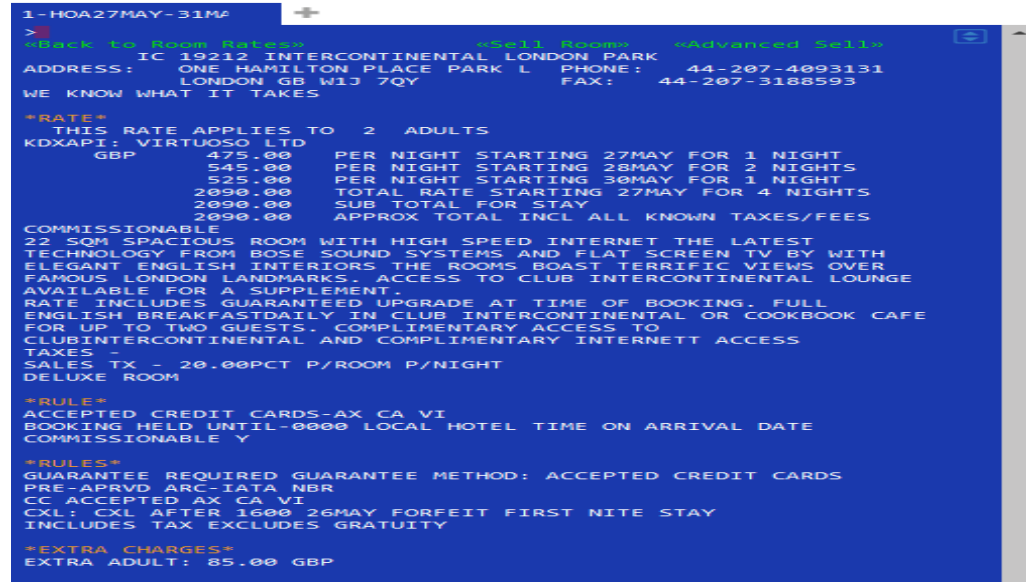 1-HOA27MAY-31MA
>
«Back to Room Rates» «Sell Room» «Advanced Sell»
IC 19212 INTERCONTINENTAL LONDON PARK
ADDRESS: ONE HAMILTON PLACE PARK L PHONE: 44-207-4093131
LONDON GB W1J 7QY FAX: 44-207-3188593
WE KNOW WHAT IT TAKES
*RATE*
THIS RATE APPLIES TO 2 ADULTS
KDXAPI: VIRTUOSO LTD
GBP 475.00 PER NIGHT STARTING 27MAY FOR 1 NIGHT
545.00 PER NIGHT STARTING 28MAY FOR 2 NIGHTS
525.00 PER NIGHT STARTING 30MAY FOR 1 NIGHT
2090.00 TOTAL RATE STARTING 27MAY FOR 4 NIGHTS
2090.00 SUB TOTAL FOR STAY
2090.00 APPROX TOTAL INCL ALL KNOWN TAXES/FEES
COMMISSIONABLE
22 SQM SPACIOUS ROOM WITH HIGH SPEED INTERNET THE LATEST
TECHNOLOGY FROM BOSE SOUND SYSTEMS AND FLAT SCREEN TV BY WITH
ELEGANT ENGLISH INTERIORS THE ROOMS BOAST TERRIFIC VIEWS OVER
FAMOUS LONDON LANDMARKS. ACCESS TO CLUB INTERCONTINENTAL LOUNGE
AVAILABLE FOR A SUPPLEMENT.
RATE INCLUDES GUARANTEED UPGRADE AT TIME OF BOOKING. FULL
ENGLISH BREAKFASTDAILY IN CLUB INTERCONTINENTAL OR COOKBOOK CAFE
FOR UP TO TWO GUESTS. COMPLIMENTARY ACCESS TO
CLUBINTERCONTINENTAL AND COMPLIMENTARY INTERNETT ACCESS
TAXES -
SALES TX - 20.00PCT P/ROOM P/NIGHT
DELUXE ROOM
*RULE*
ACCEPTED CREDIT CARDS-AX CA VI
BOOKING HELD UNTIL-0000 LOCAL HOTEL TIME ON ARRIVAL DATE
COMMISSIONABLE Y
*RULES*
GUARANTEE REQUIRED GUARANTEE METHOD: ACCEPTED CREDIT CARDS
PRE-APRVD ARC-IATA NBR
CC ACCEPTED AX CA VI
CXL: CXL AFTER 1600 26MAY FORFEIT FIRST NITE STAY
INCLUDES TAX EXCLUDES GRATUITY
*EXTRA CHARGES*
EXTRA ADULT: 85.00 GBP